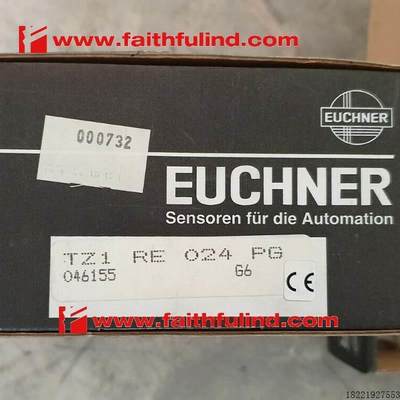 www.faithfulind.com
000732
EUCHNER
EUCHNER
Sensoren für die Automation
TZ1 RE 024 PG
046155 G6
CE
www.faithfulind.com
18221927553